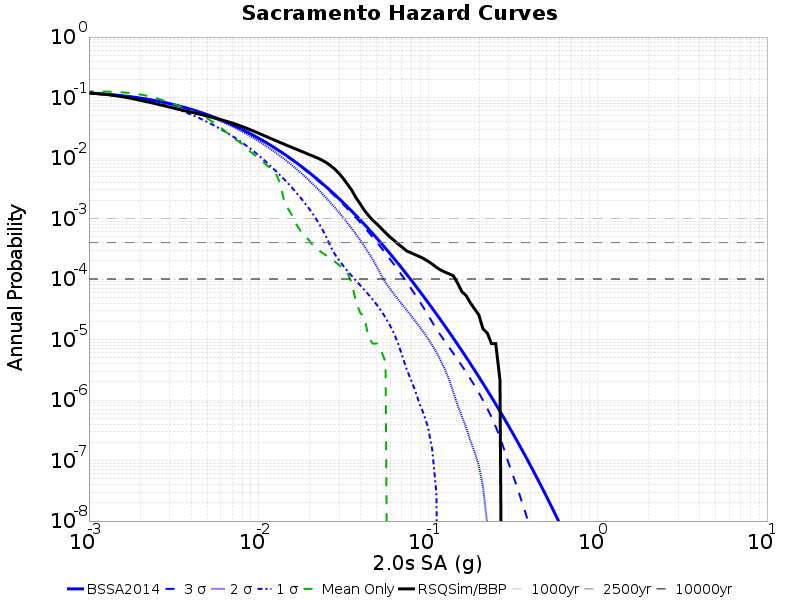 Sacramento Hazard Curves
Annual Probability
10^0
10^-1
10^-2
10^-3
10^-4
10^-5
10^-6
10^-7
10^-8
10^-3 10^-2 10^-1 10^0 10^1
2.0s SA (g)
BSSA2014 3 σ 2 σ 1 σ Mean Only RSQSim/BBP 1000yr 2500yr 10000yr